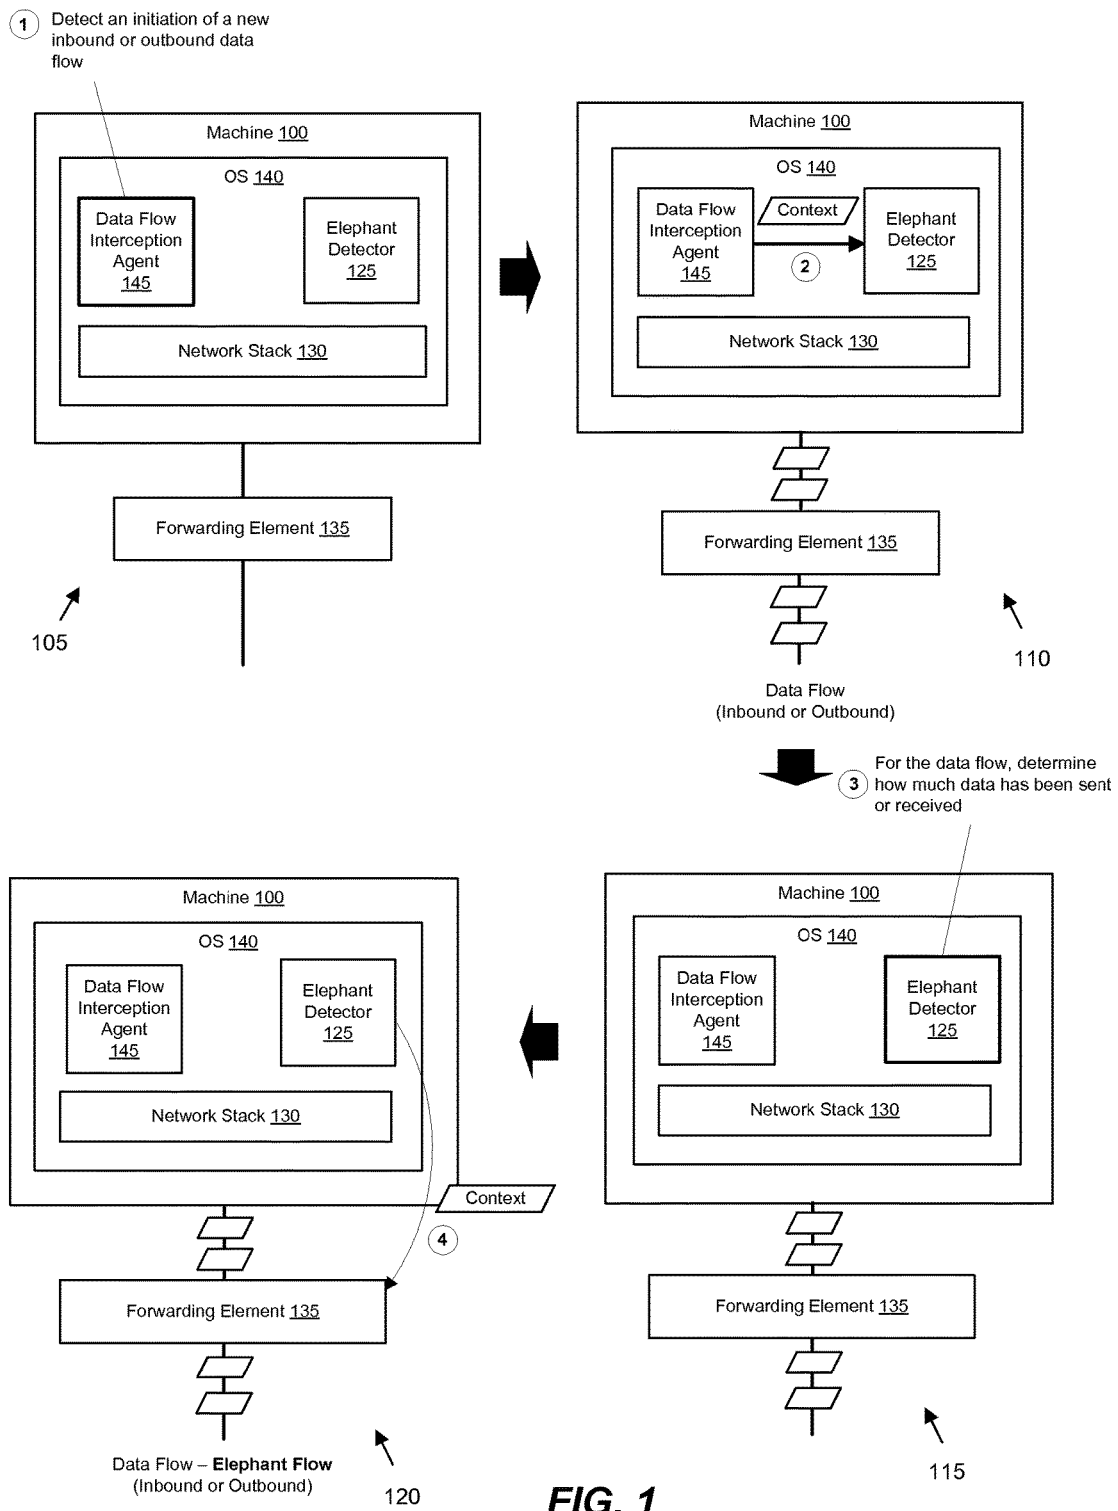 1
Detect an initiation of a new
inbound or outbound data
flow
Machine 100
OS 140
Data Flow
Interception
Agent
145
Elephant
Detector
125
Network Stack 130
Forwarding Element 135
105
Machine 100
OS 140
Data Flow
Interception
Agent
145
Context
2
Elephant
Detector
125
Network Stack 130
Forwarding Element 135
110
Data Flow
(Inbound or Outbound)
3
For the data flow, determine
how much data has been sent
or received
Machine 100
OS 140
Data Flow
Interception
Agent
145
Elephant
Detector
125
Network Stack 130
Forwarding Element 135
115
Machine 100
OS 140
Data Flow
Interception
Agent
145
Elephant
Detector
125
Network Stack 130
Context
4
Forwarding Element 135
Data Flow – Elephant Flow
(Inbound or Outbound)
120
FIG. 1